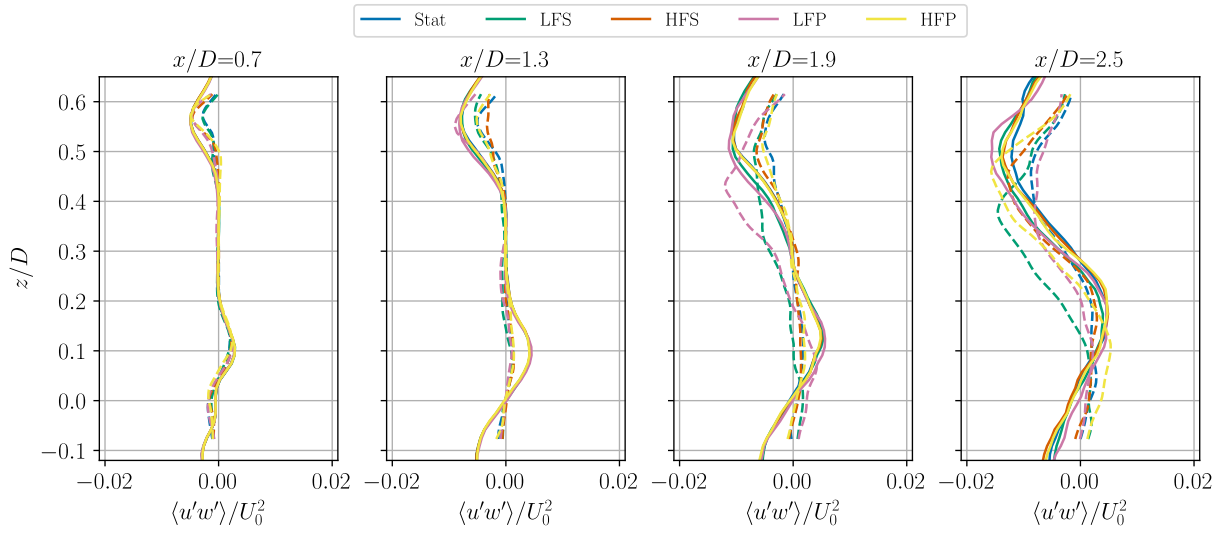 Stat LFS HFS LFP HFP
x/D=0.7 x/D=1.3 x/D=1.9 x/D=2.5
0.6
0.5
0.4
0.3
0.2
0.1
0.0
−0.1
z/D
−0.02 0.00 0.02 −0.02 0.00 0.02 −0.02 0.00 0.02 −0.02 0.00 0.02
⟨u′w′⟩/U₀² ⟨u′w′⟩/U₀² ⟨u′w′⟩/U₀² ⟨u′w′⟩/U₀²